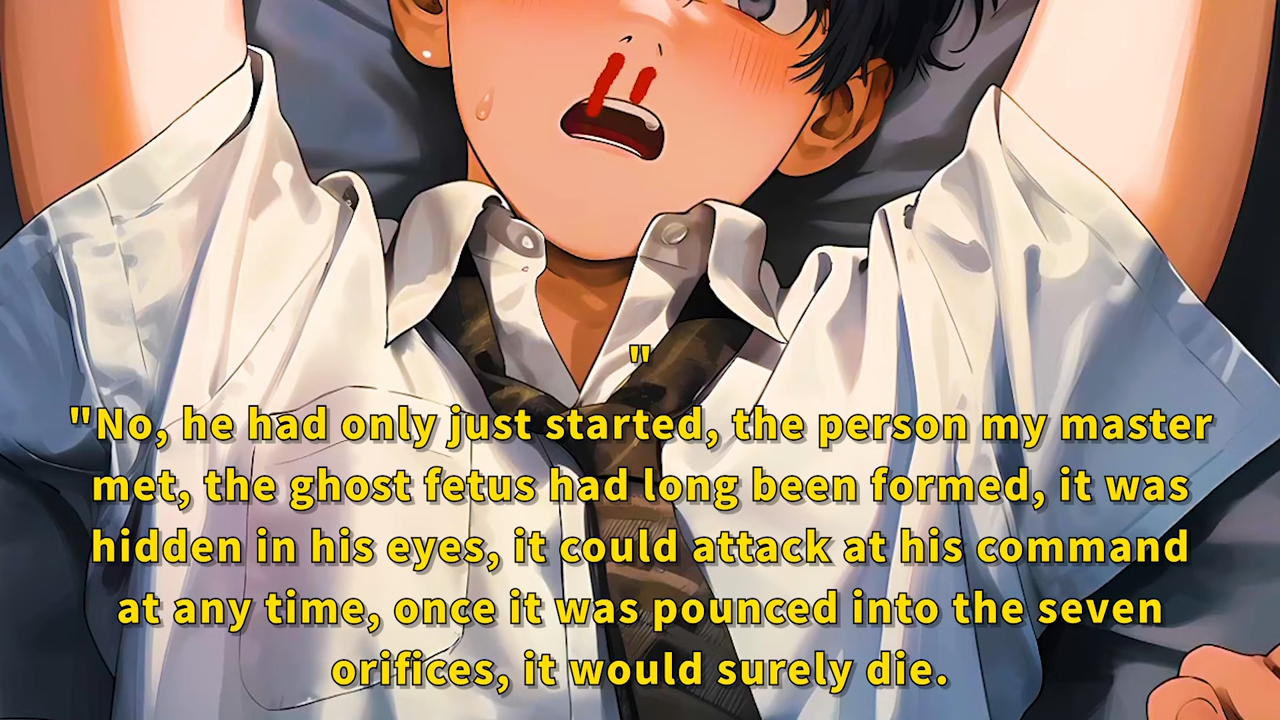 "
"No, he had only just started, the person my master
met, the ghost fetus had long been formed, it was
hidden in his eyes, it could attack at his command
at any time, once it was pounced into the seven
orifices, it would surely die.